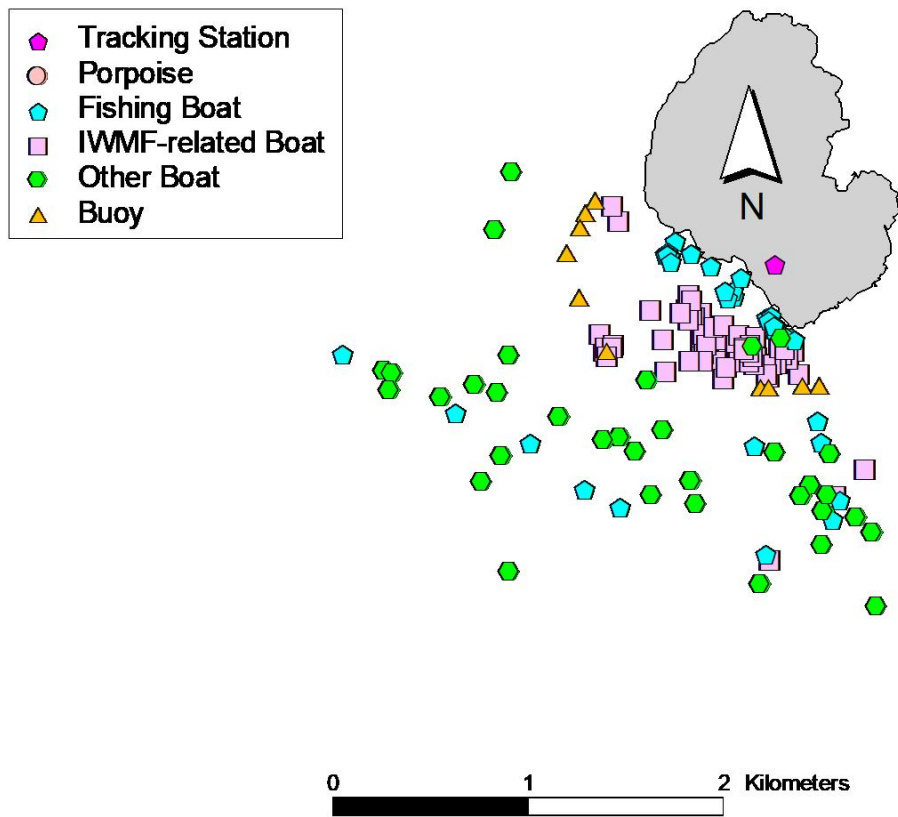 Tracking Station
Porpoise
Fishing Boat
IWMF-related Boat
Other Boat
Buoy
N
0 1 2 Kilometers